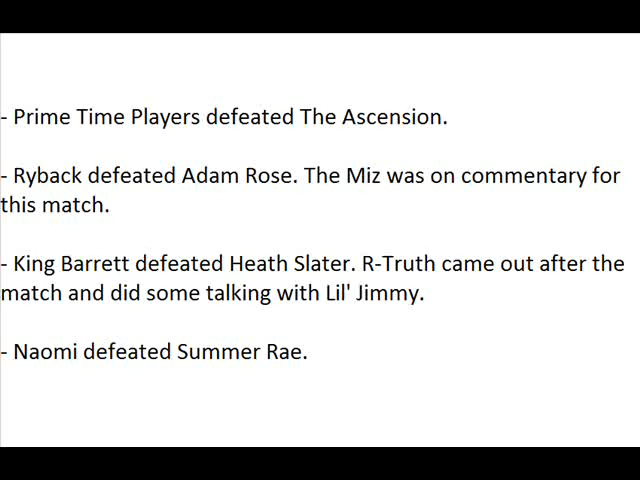 - Prime Time Players defeated The Ascension.
- Ryback defeated Adam Rose. The Miz was on commentary for
this match.
- King Barrett defeated Heath Slater. R-Truth came out after the
match and did some talking with Lil' Jimmy.
- Naomi defeated Summer Rae.